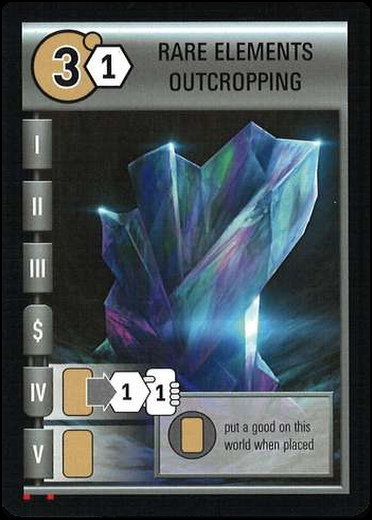 3 1
RARE ELEMENTS
OUTCROPPING
I
II
III
$
IV 1 1
put a good on this
world when placed
V